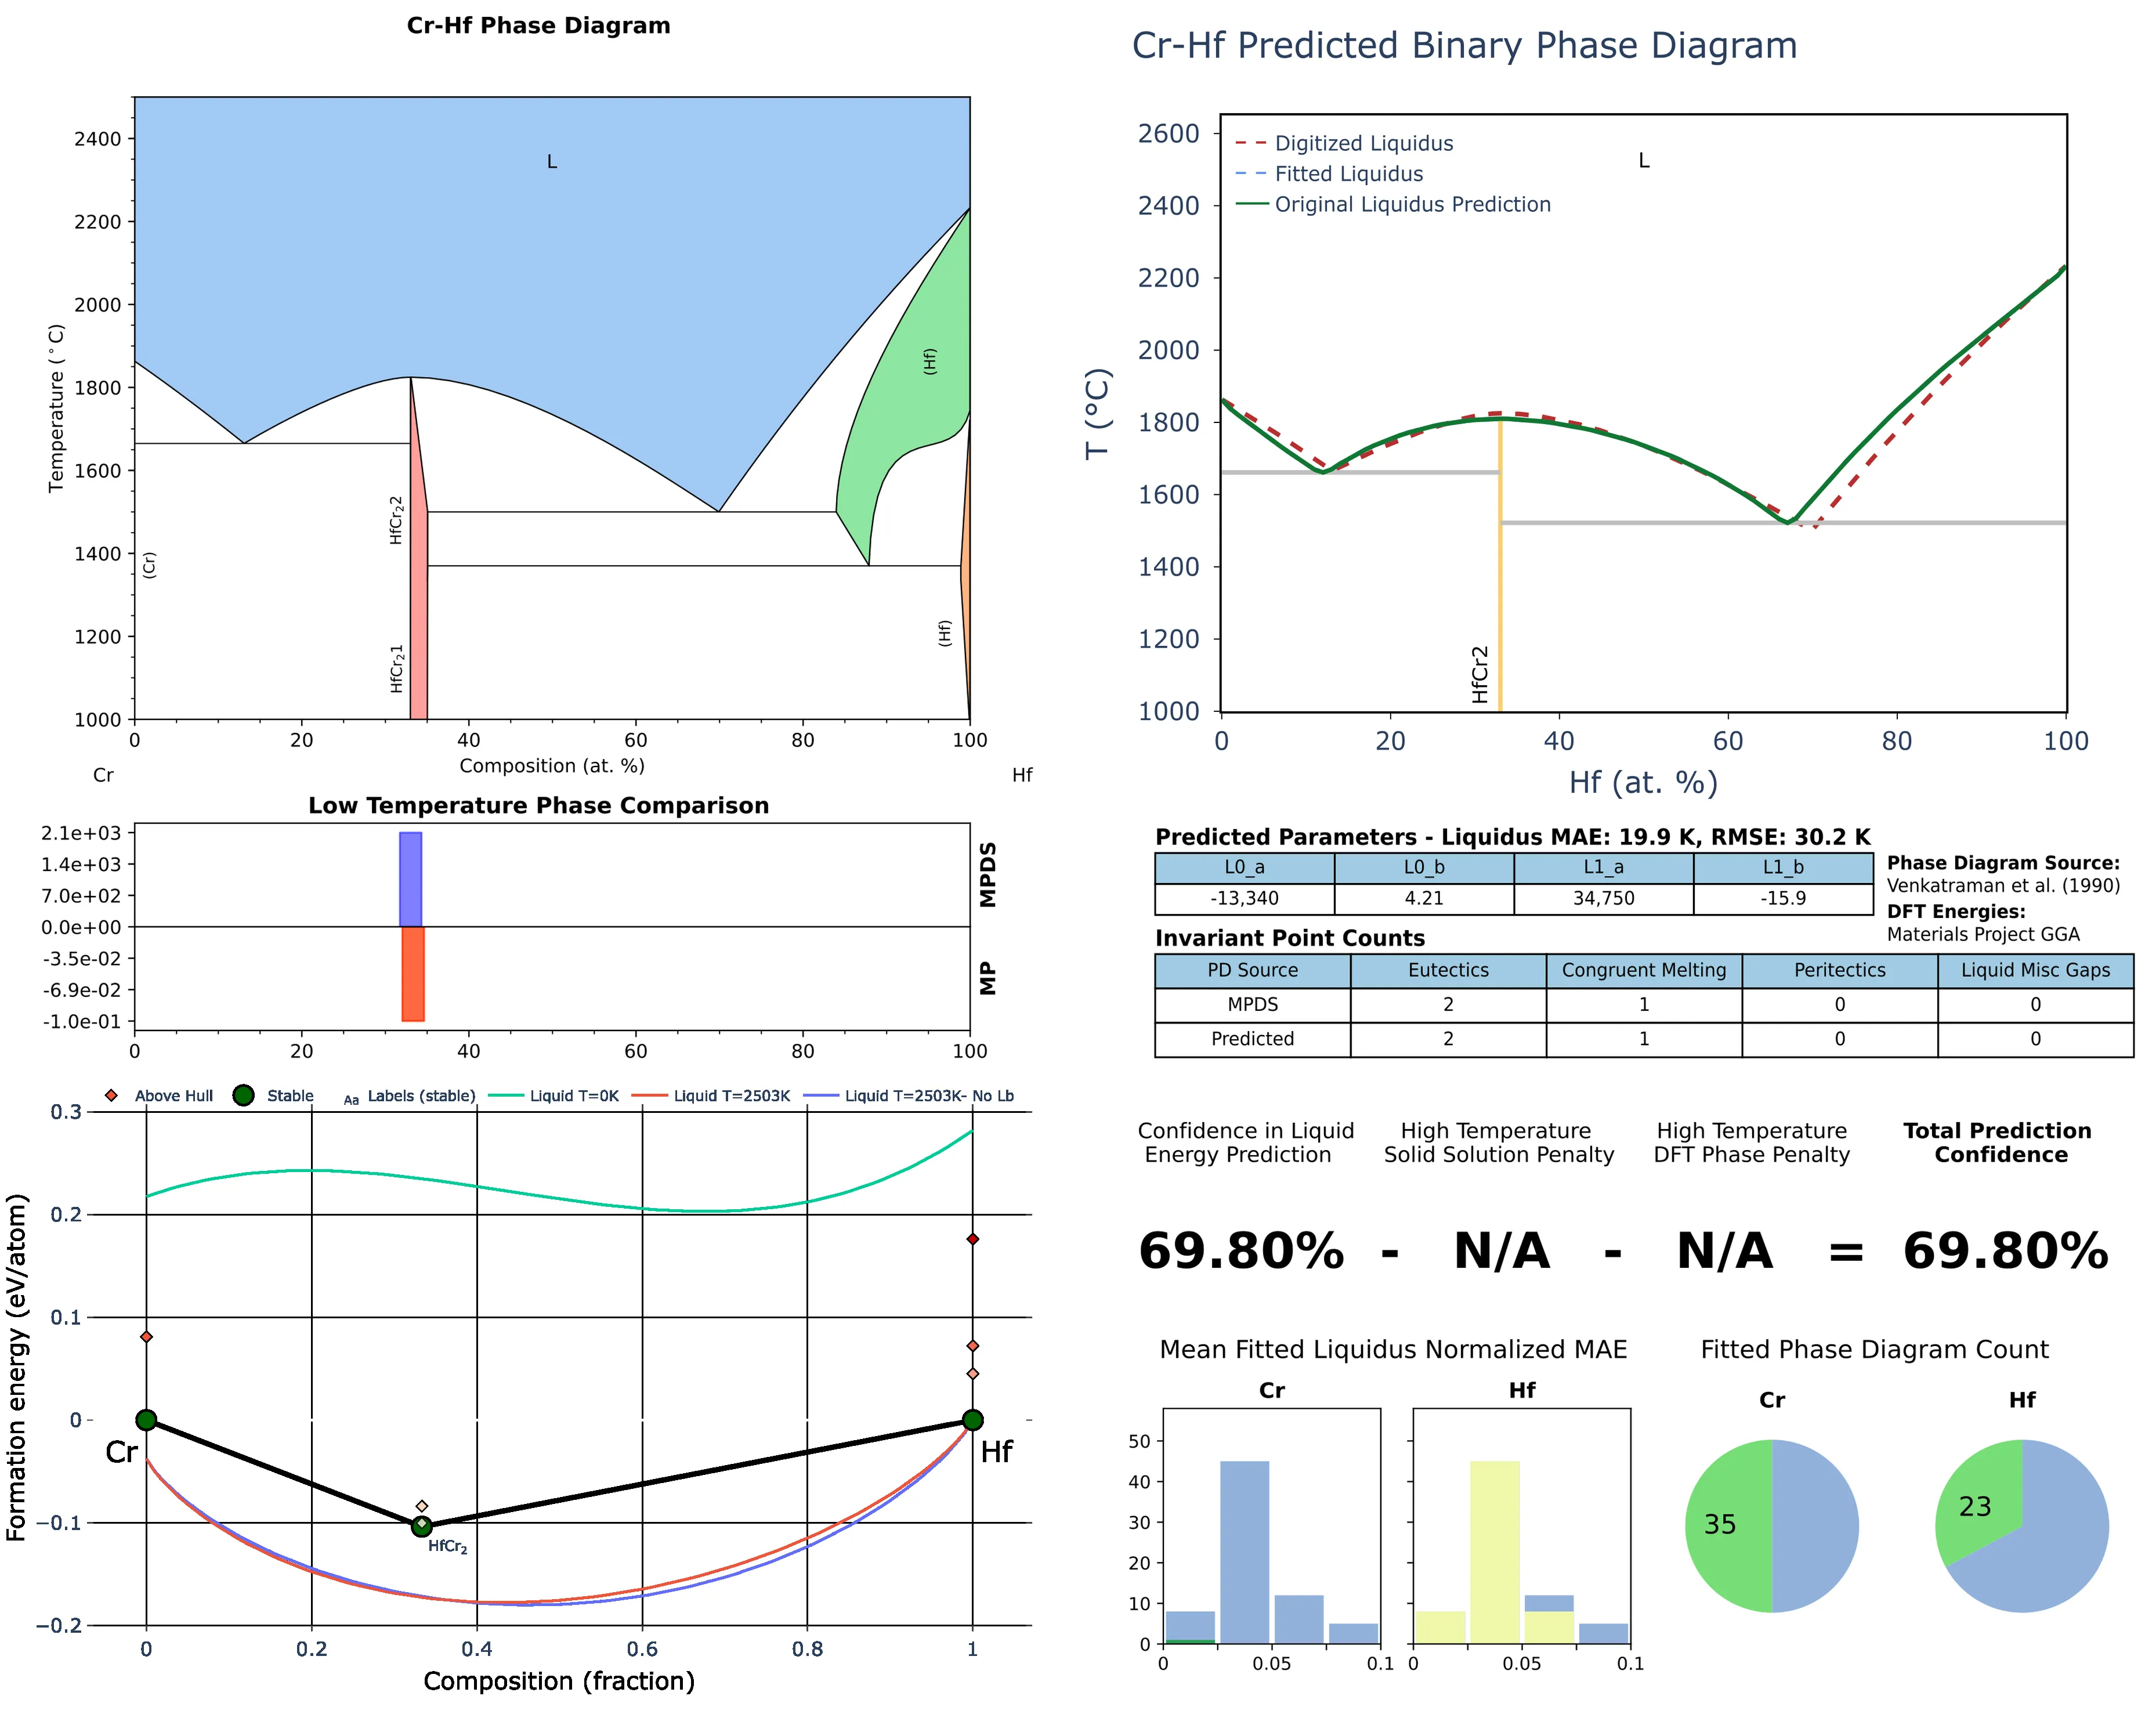 Cr-Hf Phase Diagram
2400
2200
2000
1800
1600
1400
1200
1000
Temperature (°C)
L
(Hf)
(Cr)
HfCr₂2
HfCr₂1
(Hf)
0 20 40 60 80 100
Composition (at. %)
Cr Hf
Low Temperature Phase Comparison
2.1e+03
1.4e+03
7.0e+02
0.0e+00
-3.5e-02
-6.9e-02
-1.0e-01
MPDS
MP
0 20 40 60 80 100
Above Hull Stable Aa Labels (stable) Liquid T=0K Liquid T=2503K Liquid T=2503K- No Lb
0.3
0.2
0.1
0
−0.1
−0.2
Formation energy (eV/atom)
Cr
Hf
HfCr₂
0 0.2 0.4 0.6 0.8 1
Composition (fraction)
Cr-Hf Predicted Binary Phase Diagram
2600
2400
2200
2000
1800
1600
1400
1200
1000
T (°C)
Digitized Liquidus
Fitted Liquidus
Original Liquidus Prediction
L
HfCr2
0 20 40 60 80 100
Hf (at. %)
Predicted Parameters - Liquidus MAE: 19.9 K, RMSE: 30.2 K
L0_a L0_b L1_a L1_b
-13,340 4.21 34,750 -15.9
Phase Diagram Source:
Venkatraman et al. (1990)
DFT Energies:
Materials Project GGA
Invariant Point Counts
PD Source Eutectics Congruent Melting Peritectics Liquid Misc Gaps
MPDS 2 1 0 0
Predicted 2 1 0 0
Confidence in Liquid
Energy Prediction
High Temperature
Solid Solution Penalty
High Temperature
DFT Phase Penalty
Total Prediction
Confidence
69.80% - N/A - N/A = 69.80%
Mean Fitted Liquidus Normalized MAE
Cr Hf
50
40
30
20
10
0
0 0.05 0.1
0 0.05 0.1
Fitted Phase Diagram Count
Cr Hf
35 23